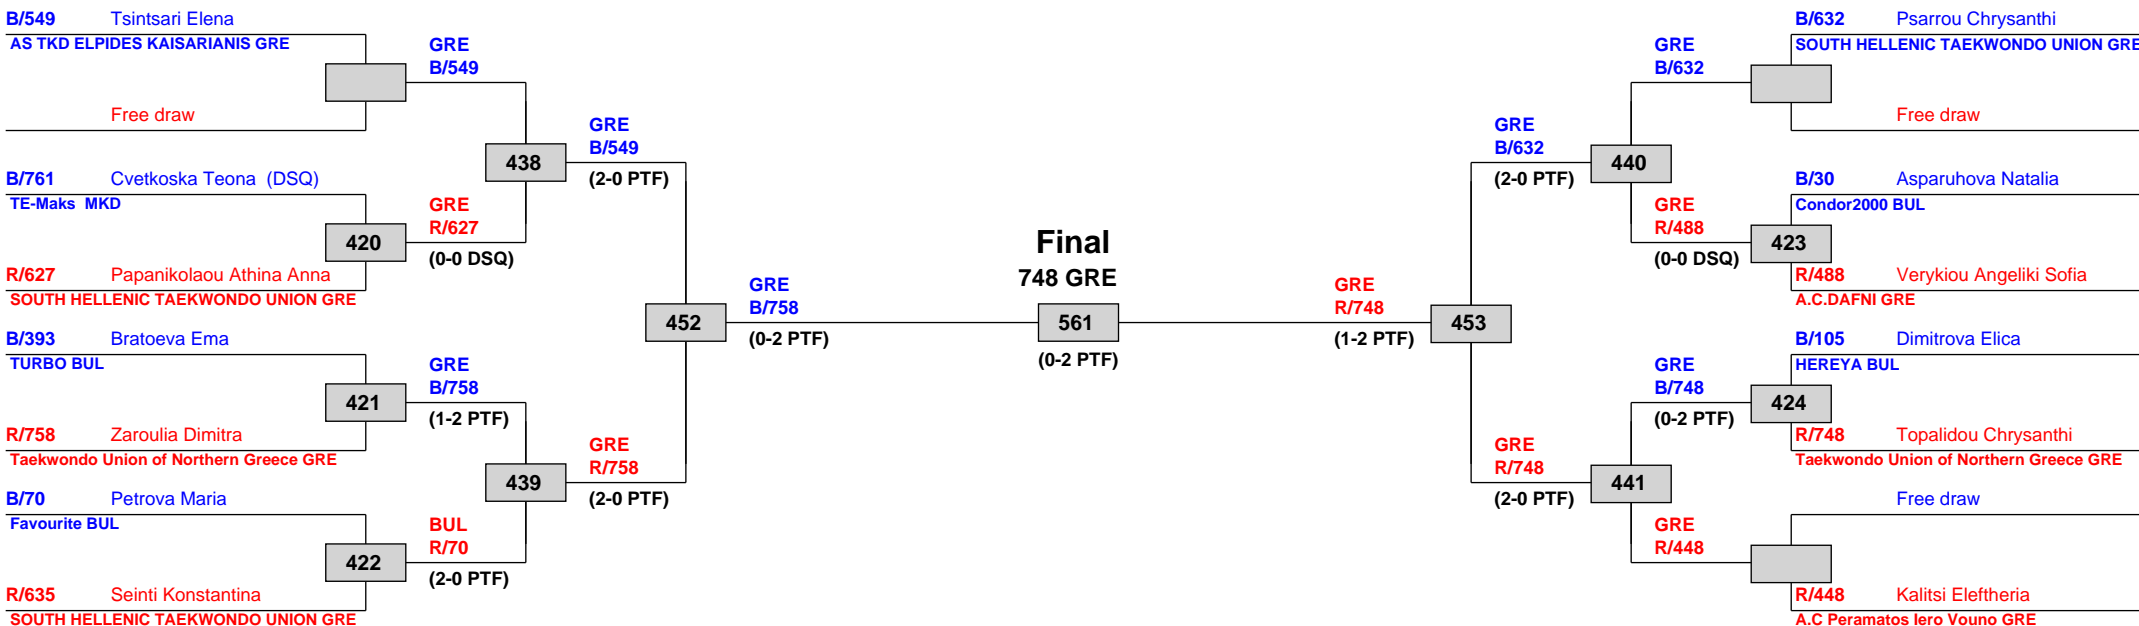 B/549 Tsintsari Elena
AS TKD ELPIDES KAISARIANIS GRE
Free draw
B/761 Cvetkoska Teona (DSQ)
TE-Maks MKD
R/627 Papanikolaou Athina Anna
SOUTH HELLENIC TAEKWONDO UNION GRE
B/393 Bratoeva Ema
TURBO BUL
R/758 Zaroulia Dimitra
Taekwondo Union of Northern Greece GRE
B/70 Petrova Maria
Favourite BUL
R/635 Seinti Konstantina
SOUTH HELLENIC TAEKWONDO UNION GRE
420
421
422
GRE
B/549
GRE
R/627
(0-0 DSQ)
GRE
B/758
(1-2 PTF)
BUL
R/70
(2-0 PTF)
438
439
GRE
B/549
(2-0 PTF)
GRE
R/758
(2-0 PTF)
452
GRE
B/758
(0-2 PTF)
Final
748 GRE
561
(0-2 PTF)
GRE
R/748
(1-2 PTF)
453
GRE
B/632
(2-0 PTF)
GRE
R/748
(2-0 PTF)
440
441
GRE
B/632
GRE
R/488
(0-0 DSQ)
GRE
B/748
(0-2 PTF)
GRE
R/448
423
424
B/632 Psarrou Chrysanthi
SOUTH HELLENIC TAEKWONDO UNION GRE
Free draw
B/30 Asparuhova Natalia
Condor2000 BUL
R/488 Verykiou Angeliki Sofia
A.C.DAFNI GRE
B/105 Dimitrova Elica
HEREYA BUL
R/748 Topalidou Chrysanthi
Taekwondo Union of Northern Greece GRE
Free draw
R/448 Kalitsi Eleftheria
A.C Peramatos Iero Vouno GRE